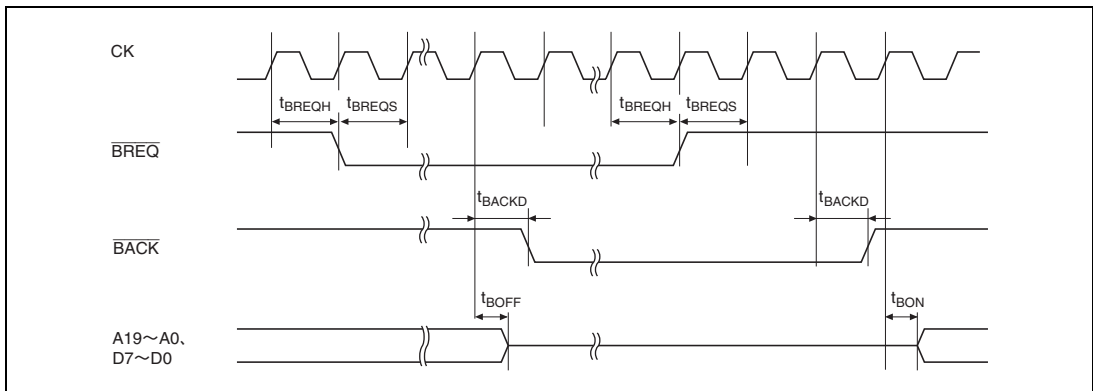 CK
tBREQH tBREQS tBREQH tBREQS
BREQ
tBACKD tBACKD
BACK
tBOFF tBON
A19～A0、
D7～D0